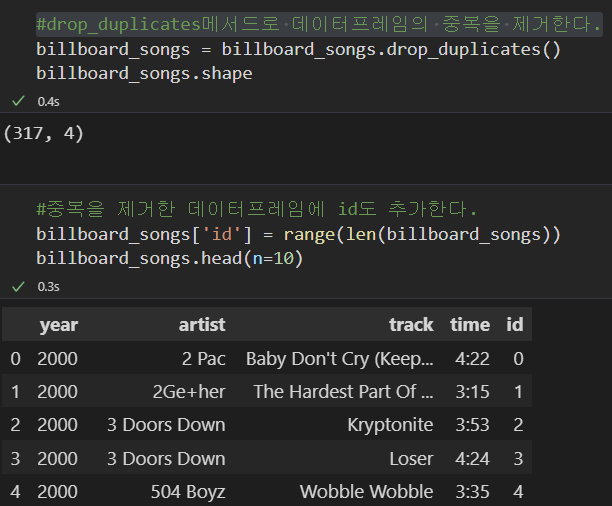 #drop_duplicates메서드로 데이터프레임의 중복을 제거한다.
billboard_songs = billboard_songs.drop_duplicates()
billboard_songs.shape
✓ 0.4s
(317, 4)
#중복을 제거한 데이터프레임에 id도 추가한다.
billboard_songs['id'] = range(len(billboard_songs))
billboard_songs.head(n=10)
✓ 0.3s
year artist track time id
0 2000 2 Pac Baby Don't Cry (Keep... 4:22 0
1 2000 2Ge+her The Hardest Part Of ... 3:15 1
2 2000 3 Doors Down Kryptonite 3:53 2
3 2000 3 Doors Down Loser 4:24 3
4 2000 504 Boyz Wobble Wobble 3:35 4